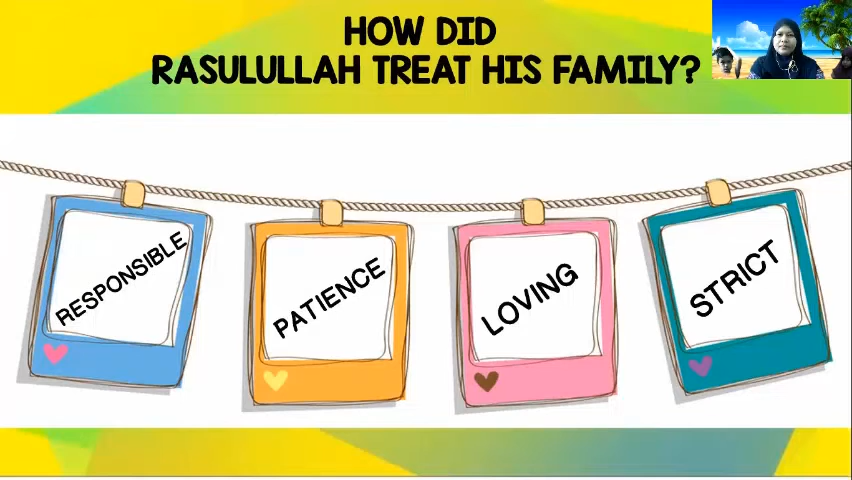 HOW DID
RASULULLAH TREAT HIS FAMILY?
RESPONSIBLE
PATIENCE
LOVING
STRICT